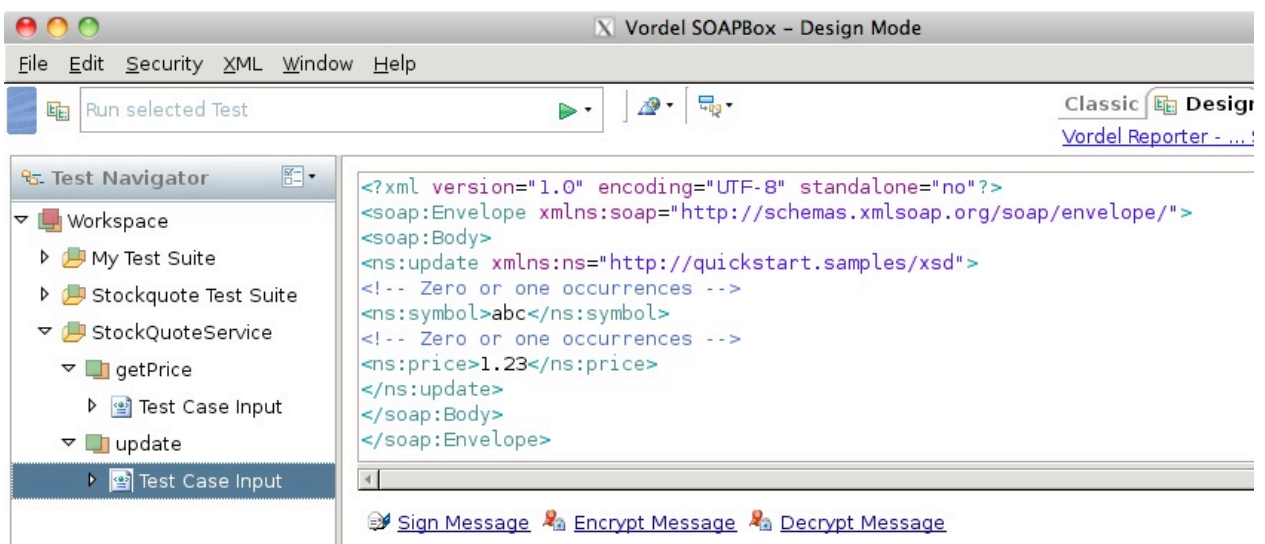 Vordel SOAPBox – Design Mode
File Edit Security XML Window Help
Run selected Test
Classic Design
Vordel Reporter - ...
Test Navigator
Workspace
My Test Suite
Stockquote Test Suite
StockQuoteService
getPrice
Test Case Input
update
Test Case Input
<?xml version="1.0" encoding="UTF-8" standalone="no"?>
<soap:Envelope xmlns:soap="http://schemas.xmlsoap.org/soap/envelope/">
<soap:Body>
<ns:update xmlns:ns="http://quickstart.samples/xsd">
<!-- Zero or one occurrences -->
<ns:symbol>abc</ns:symbol>
<!-- Zero or one occurrences -->
<ns:price>1.23</ns:price>
</ns:update>
</soap:Body>
</soap:Envelope>
Sign Message Encrypt Message Decrypt Message